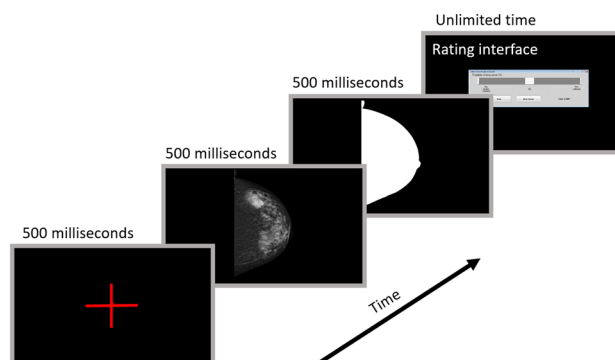 Unlimited time
Rating interface
500 milliseconds
500 milliseconds
500 milliseconds
Time